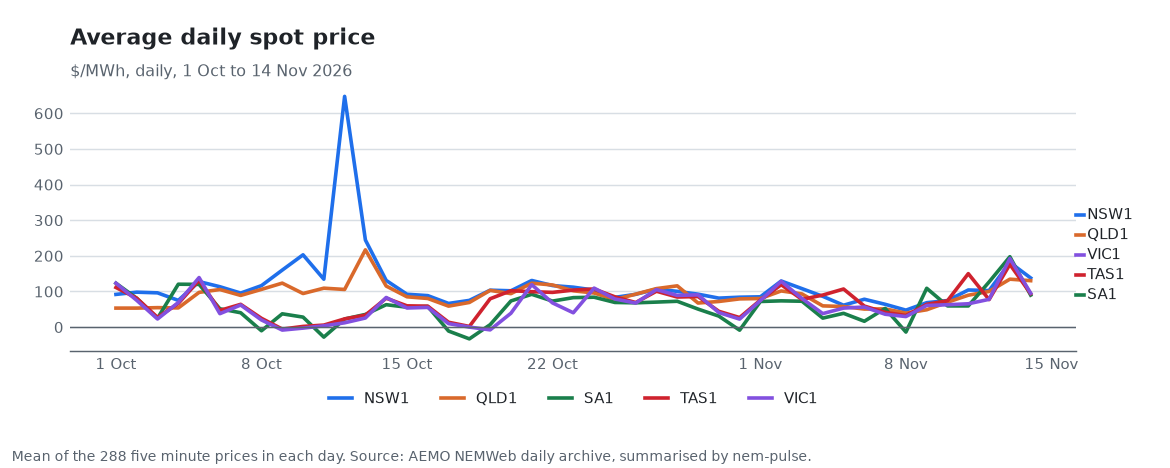 Average daily spot price
$/MWh, daily, 1 Oct to 14 Nov 2026
600
500
400
300
200
100
0
NSW1
QLD1
VIC1
TAS1
SA1
1 Oct 8 Oct 15 Oct 22 Oct 1 Nov 8 Nov 15 Nov
NSW1 QLD1 SA1 TAS1 VIC1
Mean of the 288 five minute prices in each day. Source: AEMO NEMWeb daily archive, summarised by nem-pulse.